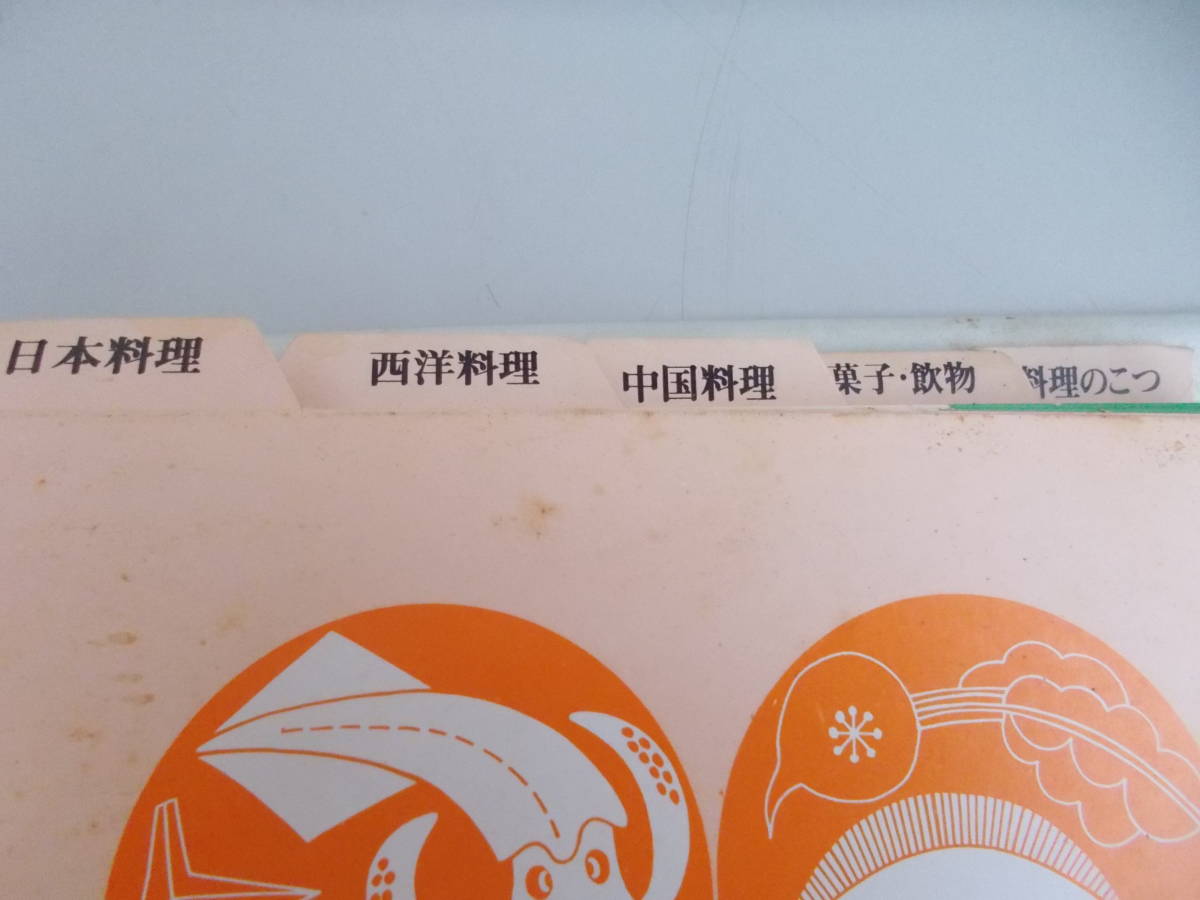 日本料理
西洋料理
中国料理
菓子・飲物
料理のこつ